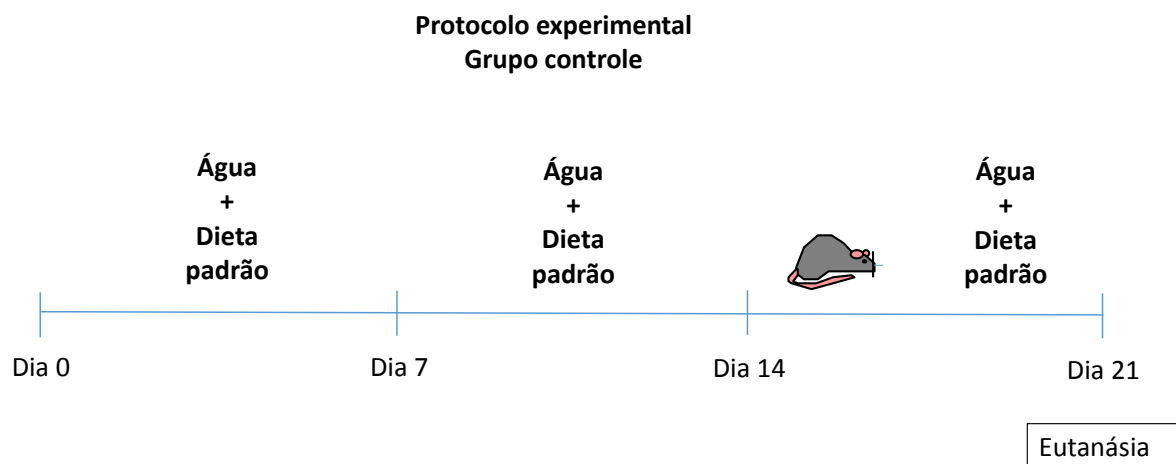 Protocolo experimental
Grupo controle
Água
+
Dieta
padrão
Água
+
Dieta
padrão
Água
+
Dieta
padrão
Dia 0
Dia 7
Dia 14
Dia 21
Eutanásia